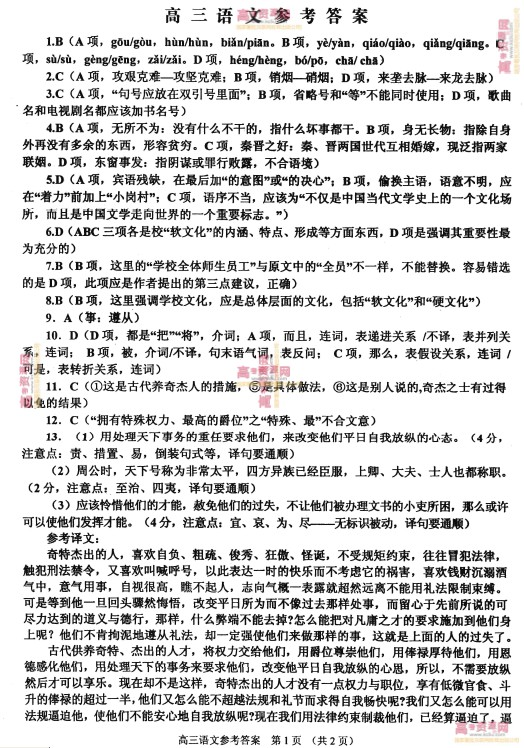 高三语文参考答案
1.B（A 项，gōu/gòu，hùn/hùn，biǎn/piān。B 项，yè/yàn，qiáo/qiào，qiǎng/qiāng。C
项，sù/sù，gèng/gēng，zǎi/zǎi。D 项，héng/hèng，bó/pō，chā/ chā）
2.C（A 项，攻艰克难—攻坚克难；B 项，销烟—硝烟；D 项，来垄去脉—来龙去脉）
3.C（A 项，“句号应放在双引号里面”；B 项，省略号和“等”不能同时使用；D 项，歌曲
名和电视剧名都应该加书名号）
4.B（A 项，无所不为：没有什么不干的，指什么坏事都干。B 项，身无长物：指除自身
外再没有多余的东西，形容贫穷。C 项，秦晋之好：秦、晋两国世代互相婚嫁，现泛指两家
联姻。D 项，东窗事发：指阴谋或罪行败露，不合语境）
5.D（A 项，宾语残缺，在最后加“的意图”或“的决心”；B 项，偷换主语，语意不明，应
在“着力”前加上“小岗村”；C 项，语序不当，应该为“不仅是中国当代文学史上的一个文化场
所，而且是中国文学走向世界的一个重要标志。”）
6.D（ABC 三项各是校“软文化”的内涵、特点、形成等方面东西，D 项是强调其重要性最
为充分的）
7.B（B 项，这里的“学校全体师生员工”与原文中的“全员”不一样，不能替换。容易错选
的是 D 项，此项应是作者提出的第三点建议，正确）
8.B（B 项，这里强调学校文化，应是总体层面的文化，包括“软文化”和“硬文化”）
9．A（事：遵从）
10．D（D 项，都是“把”“将”，介词；A 项，而且，连词，表递进关系 /不译，表并列关
系，连词； B 项，被，介词/不译，句末语气词，表反问； C 项，那么，表假设关系，连词 /
可是，表转折关系，连词）
11．C（①这是古代养奇杰人的措施，⑤是具体做法，⑥这是别人说的,奇杰之士有过得
以免的结果）
12．C（“拥有特殊权力、最高的爵位”之“特殊、最”不合文意）
13．（1）用处理天下事务的重任要求他们，来改变他们平日自我放纵的心态。（4 分，
注意点：责、措置、易，倒装句式等，译句要通顺）
（2）周公时，天下号称为非常太平，四方异族已经臣服，上卿、大夫、士人也都称职。
（2 分，注意点：至治、四夷，译句要通顺）
（3）应该怜惜他们的才能，赦免他们的过失，不让他们被办理文书的小吏所困，那么或许
可以使他们发挥才能。（4 分，注意点：宜、哀、为、尽——无标识被动，译句要通顺）
参考译文：
奇特杰出的人，喜欢自负、粗疏、俊秀、狂傲、怪诞，不受规矩约束，往往冒犯法律，
触犯刑法禁令，又喜欢叫喊呼号，以此表达一时的快乐而不考虑它的祸害，喜欢钱财沉溺酒
气中，意气用事，自视很高，瞧不起人，志向气概一表露就超然远离不能用礼法限制束缚。
可是等到他一旦回头骤然悔悟，改变平日所为而不像过去那样处事，而留心于先前所说的可
尽力达到的道义与德行，那样，什么弊端不能去掉?怎么能把对凡庸之才的要求施加到他们身
上呢？他们不肯拘泥地遵从礼法，却一定强使他们来做那样的事，这就是上面的人的过失了。
古代供养奇特、杰出的人才，将权力交给他们，用爵位尊崇他们，用俸禄厚待他们，用恩
德感化他们，用处理天下的事务来要求他们，改变他平日自我放纵的心思，所以，不需要放纵
然后才可以享乐。现在却不是这样，奇特杰出的人才没有一点权力与职位，享有低微官食、斗
升的俸禄的超过一半,他们又怎么能不超越法规和礼节而求得自我畅快呢?我们又怎么能可以用
法规逼迫他，使他们不能安心地自我放纵呢?现在我们用法律约束制裁他们，已经算逼迫了，逼
高三语文参考答案 第 1 页 （共 2 页）